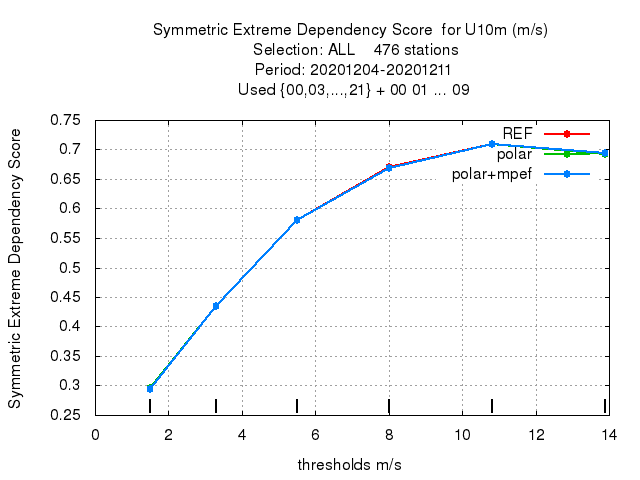 Symmetric Extreme Dependency Score  for U10m (m/s)
Selection: ALL    476 stations
Period: 20201204-20201211
Used {00,03,...,21} + 00 01 ... 09
Symmetric Extreme Dependency Score
0.75
0.7
0.65
0.6
0.55
0.5
0.45
0.4
0.35
0.3
0.25
REF
polar
polar+mpef
0 2 4 6 8 10 12 14
thresholds m/s